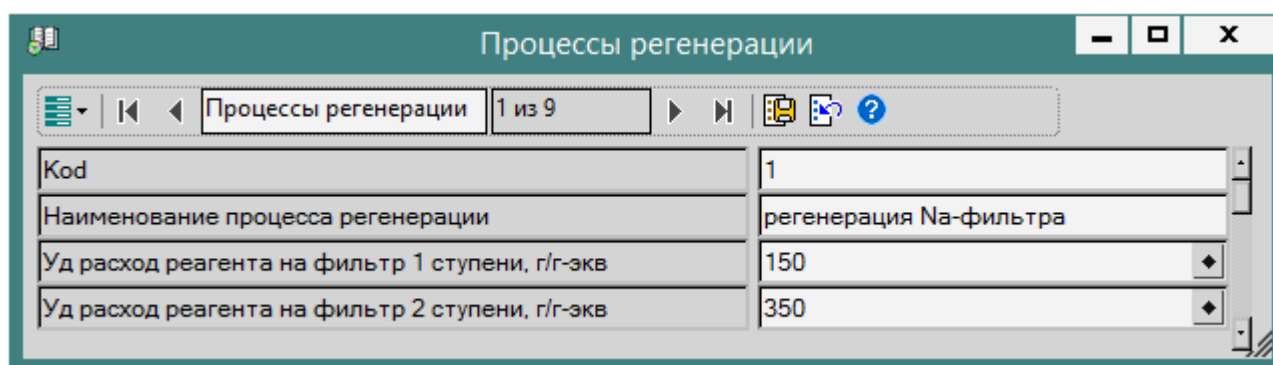 Процессы регенерации
Процессы регенерации 1 из 9
Kod 1
Наименование процесса регенерации регенерация Na-фильтра
Уд расход реагента на фильтр 1 ступени, г/г-экв 150
Уд расход реагента на фильтр 2 ступени, г/г-экв 350